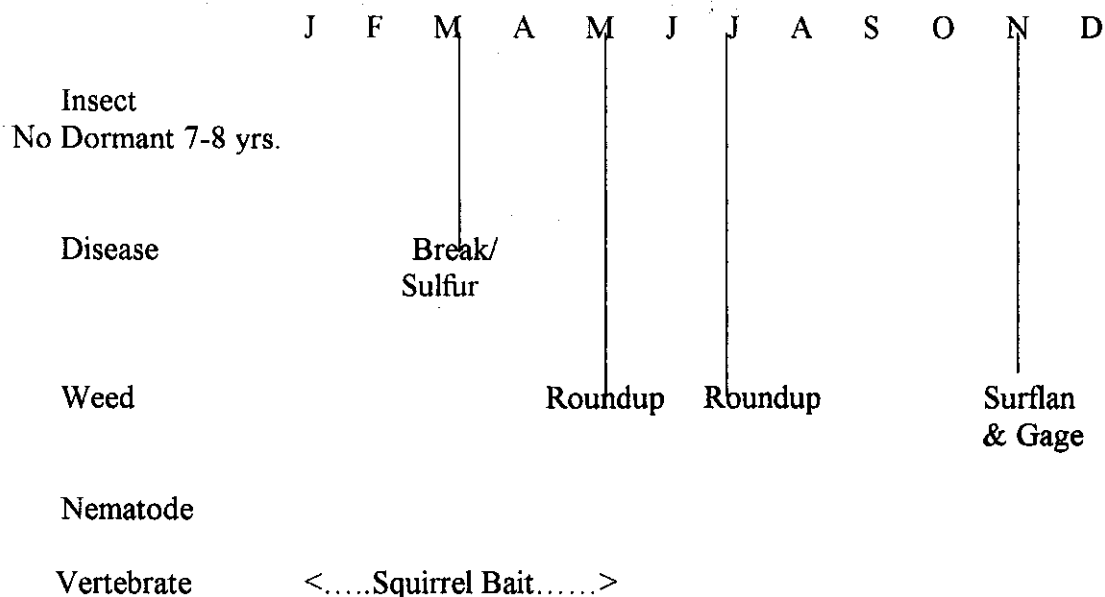 J F M A M J J A S O N D
Insect
No Dormant 7-8 yrs.
Disease Break/
Sulfur
Weed Roundup Roundup Surflan
& Gage
Nematode
Vertebrate <.....Squirrel Bait......>